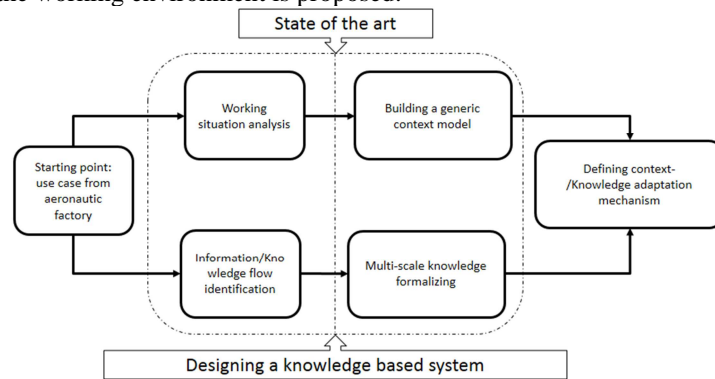 the working environment is proposed.
State of the art
Working
situation analysis
Building a generic
context model
Starting point:
use case from
aeronautic
factory
Defining context-
/Knowledge adaptation
mechanism
Information/Kno
wledge flow
identification
Multi-scale knowledge
formalizing
Designing a knowledge based system